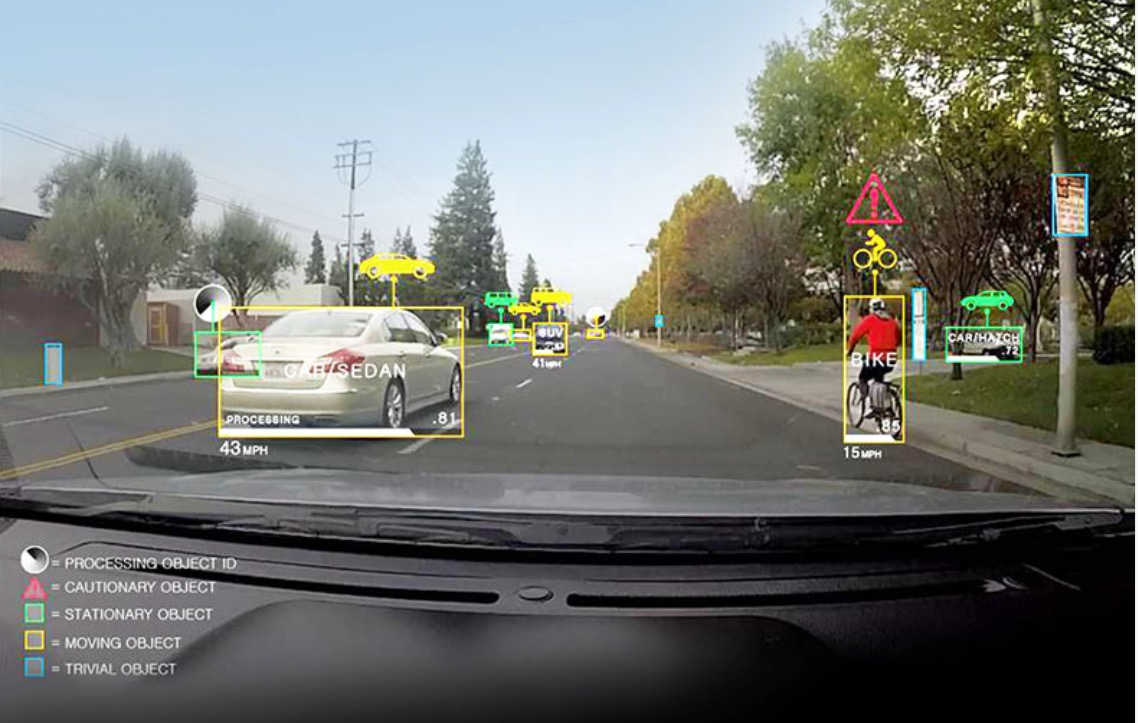 SUV
41MPH
CAR/HATCH
.72
CAR/SEDAN
BIKE
PROCESSING
.81
.85
43MPH
15MPH
= PROCESSING OBJECT ID
= CAUTIONARY OBJECT
= STATIONARY OBJECT
= MOVING OBJECT
= TRIVIAL OBJECT